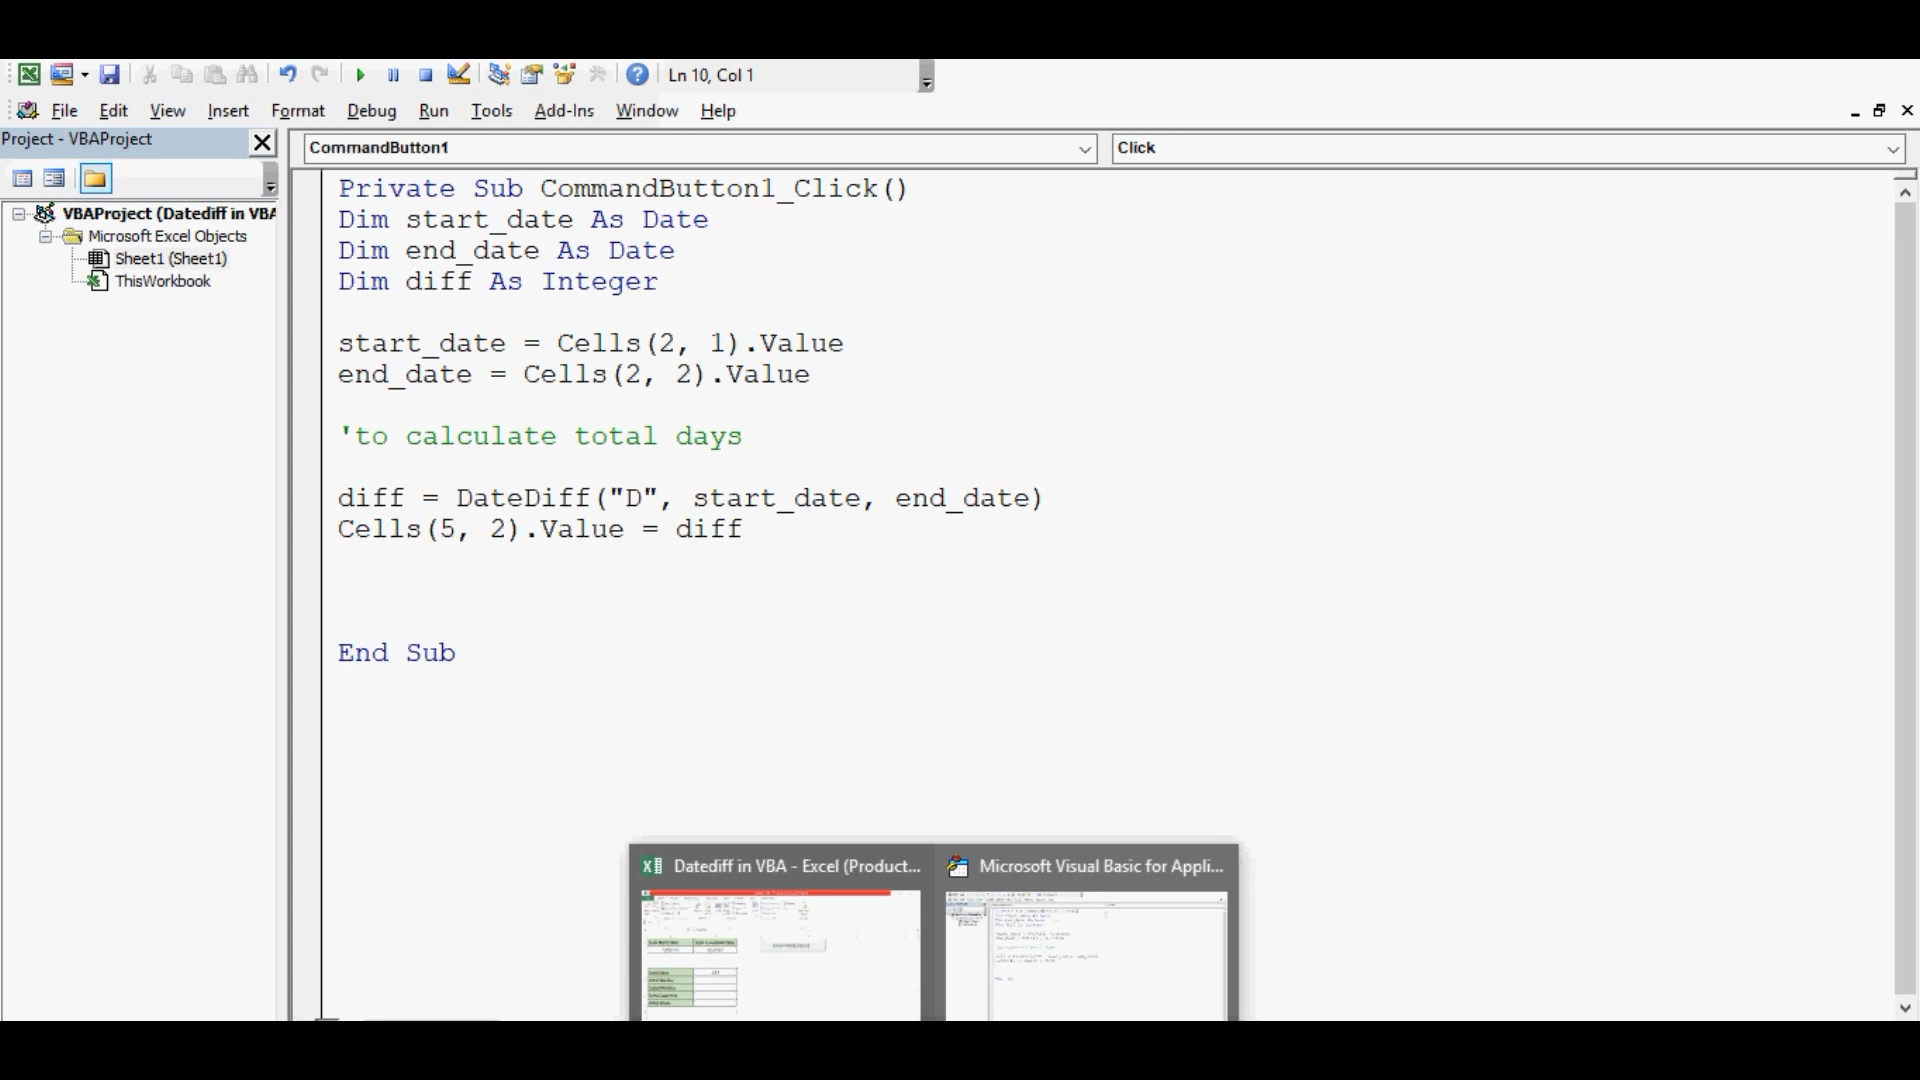 Ln 10, Col 1
File Edit View Insert Format Debug Run Tools Add-Ins Window Help
Project - VBAProject
CommandButton1
Click
VBAProject (Datediff in VBA
Microsoft Excel Objects
Sheet1 (Sheet1)
ThisWorkbook
Private Sub CommandButton1_Click()
Dim start_date As Date
Dim end_date As Date
Dim diff As Integer
start_date = Cells(2, 1).Value
end_date = Cells(2, 2).Value
'to calculate total days
diff = DateDiff("D", start_date, end_date)
Cells(5, 2).Value = diff
End Sub
Datediff in VBA - Excel (Product...
Microsoft Visual Basic for Appli...